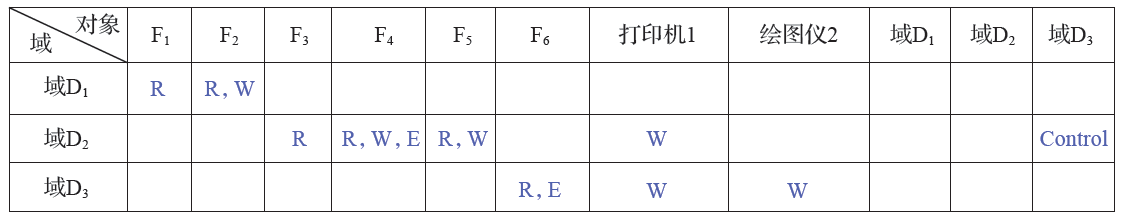 对象 域 F₁ F₂ F₃ F₄ F₅ F₆ 打印机1 绘图仪2 域D₁ 域D₂ 域D₃
域D₁ R R，W
域D₂ R R，W，E R，W W Control
域D₃ R，E W W